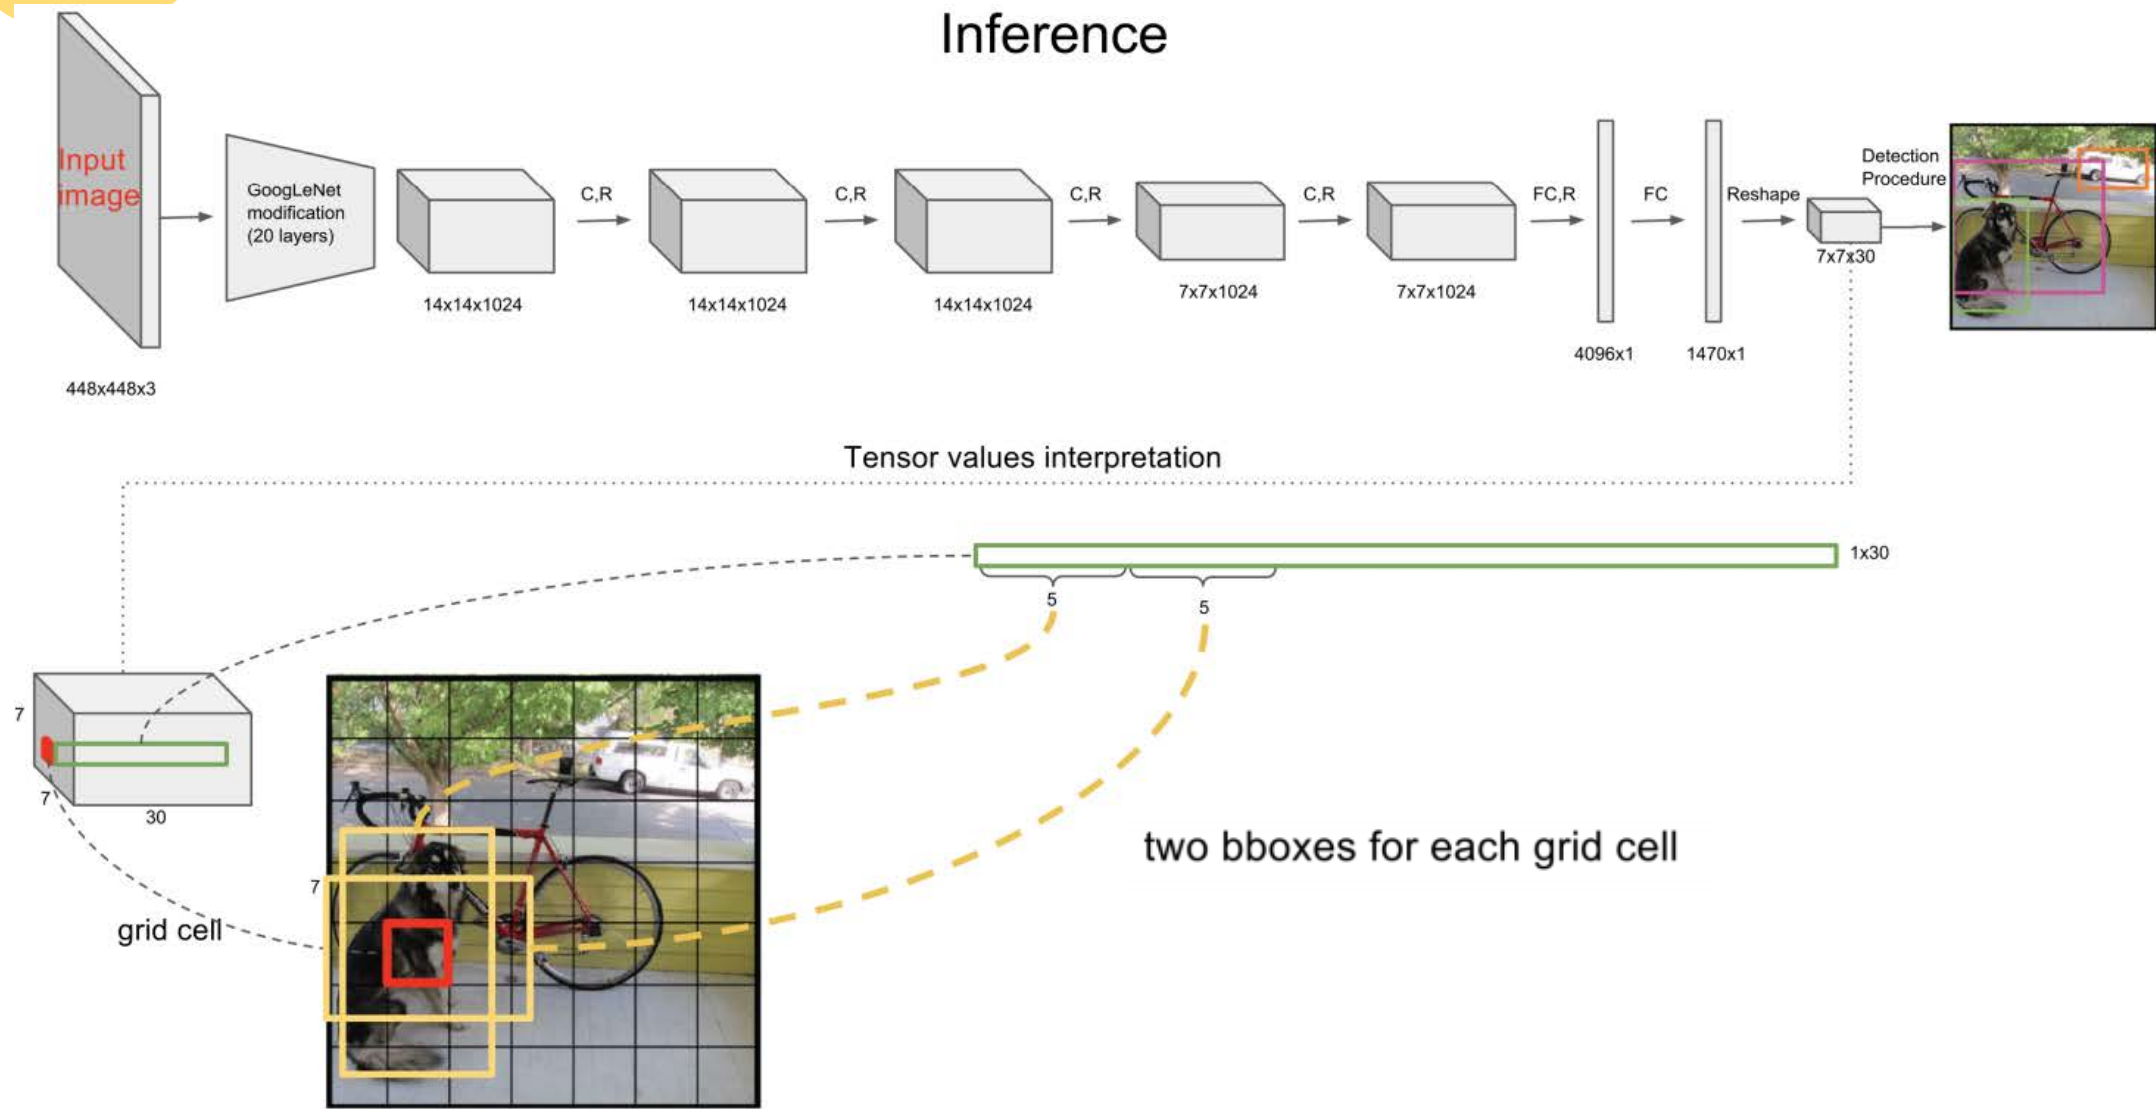 Inference
Input
image
448x448x3
GoogLeNet
modification
(20 layers)
14x14x1024
C,R
14x14x1024
C,R
14x14x1024
C,R
7x7x1024
C,R
7x7x1024
FC,R
4096x1
FC
1470x1
Reshape
7x7x30
Detection
Procedure
Tensor values interpretation
1x30
5
5
7
7
30
7
grid cell
two bboxes for each grid cell